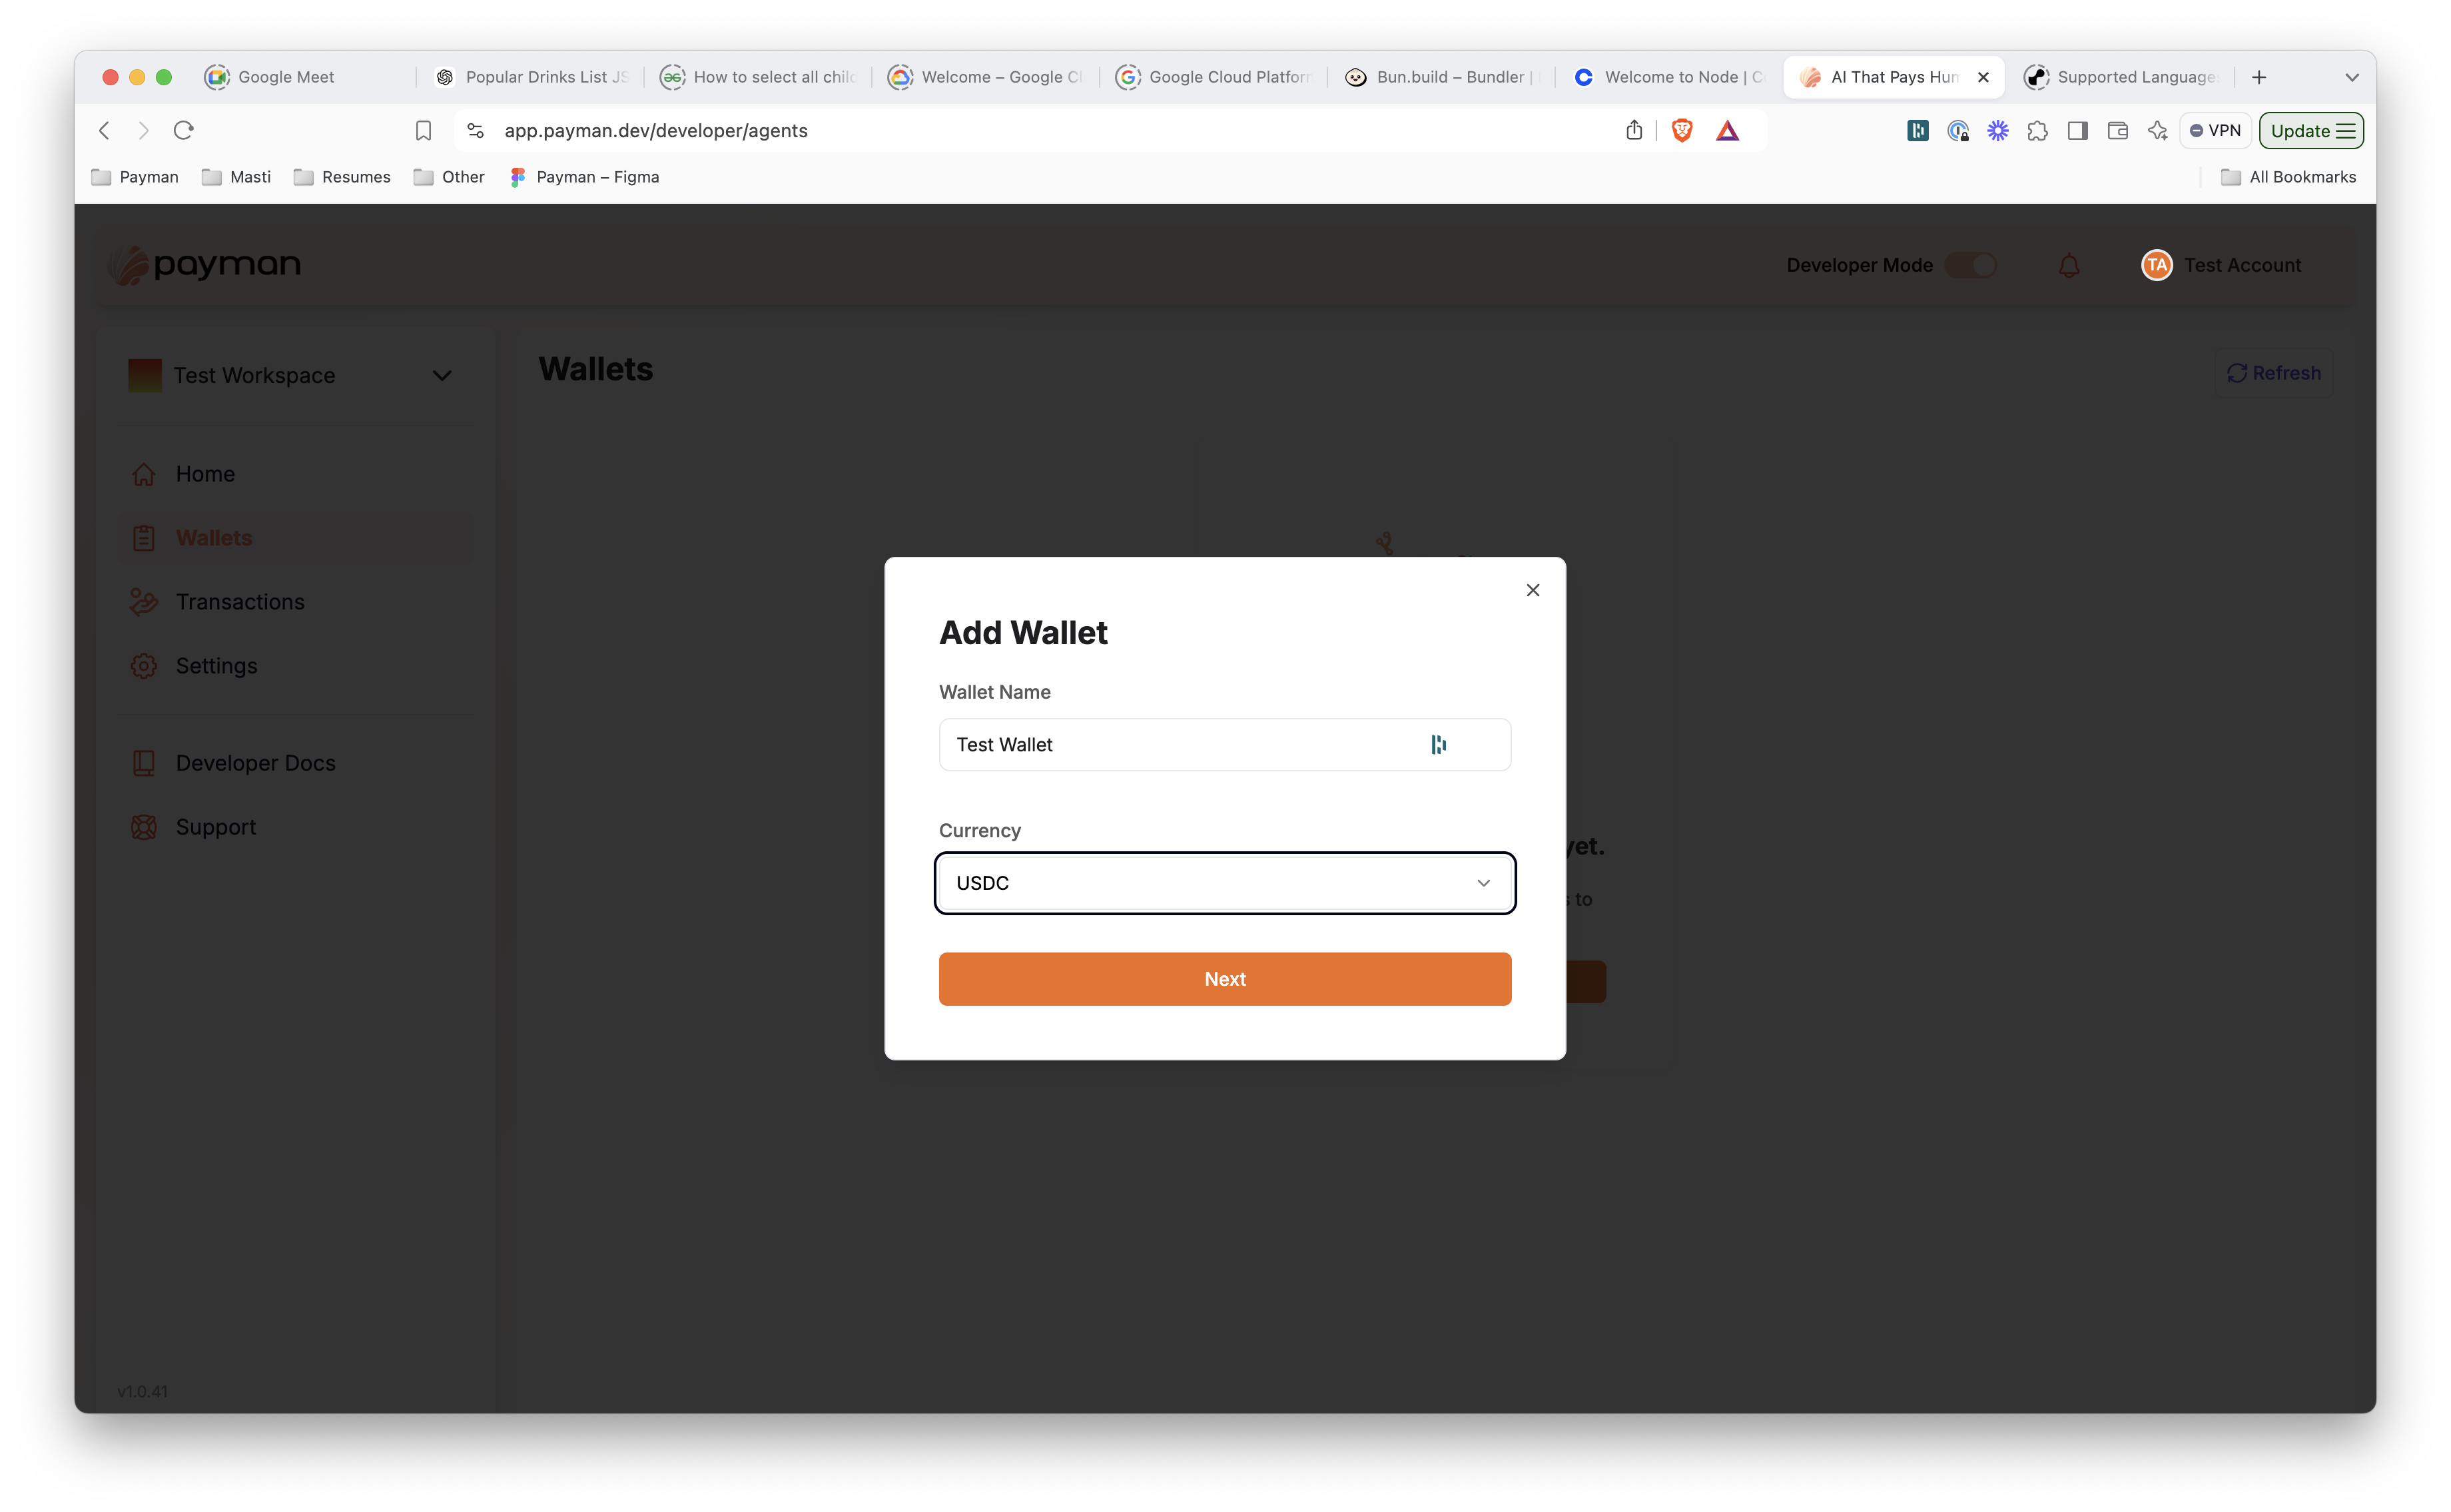 Google Meet
Popular Drinks List JS
How to select all chil
Welcome – Google C
Google Cloud Platfor
Bun.build – Bundler |
Welcome to Node | C
AI That Pays Hum
Supported Language
app.payman.dev/developer/agents
VPN
Update
Payman
Masti
Resumes
Other
Payman – Figma
All Bookmarks
payman
Developer Mode
TA
Test Account
Test Workspace
Wallets
Refresh
Home
Wallets
Transactions
Settings
Developer Docs
Support
Add Wallet
Wallet Name
Test Wallet
Currency
yet.
USDC
s to
Next
v1.0.41